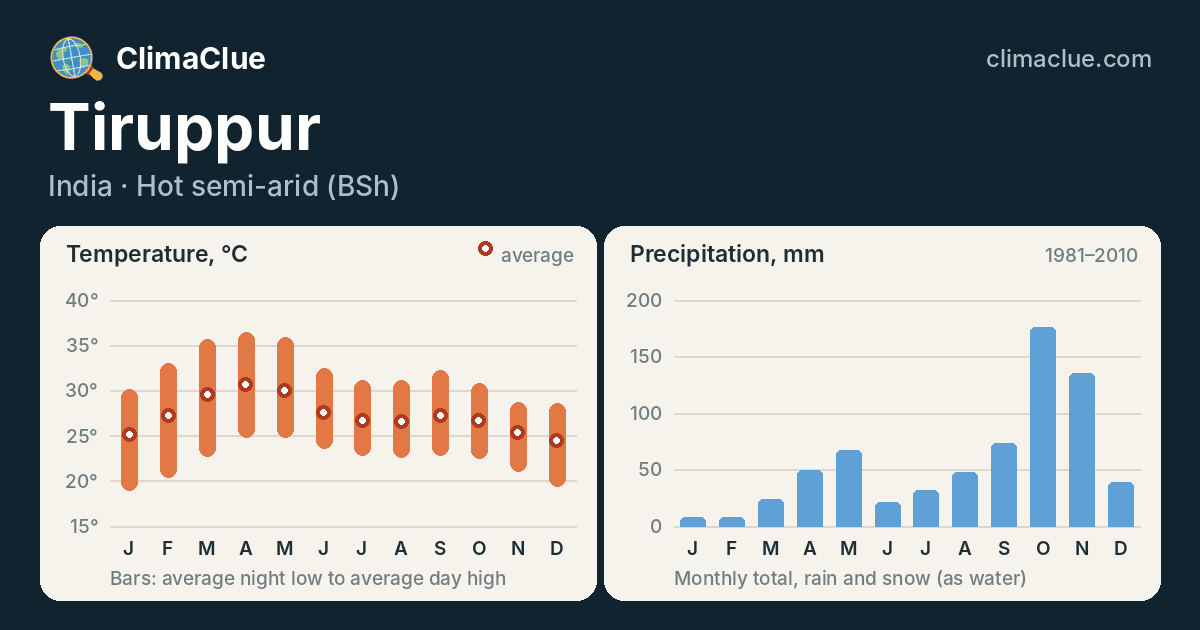 ClimaClue
climaclue.com
Tiruppur
India · Hot semi-arid (BSh)
Temperature, °C
average
40°
35°
30°
25°
20°
15°
J F M A M J J A S O N D
Bars: average night low to average day high
Precipitation, mm
1981–2010
200
150
100
50
0
J F M A M J J A S O N D
Monthly total, rain and snow (as water)